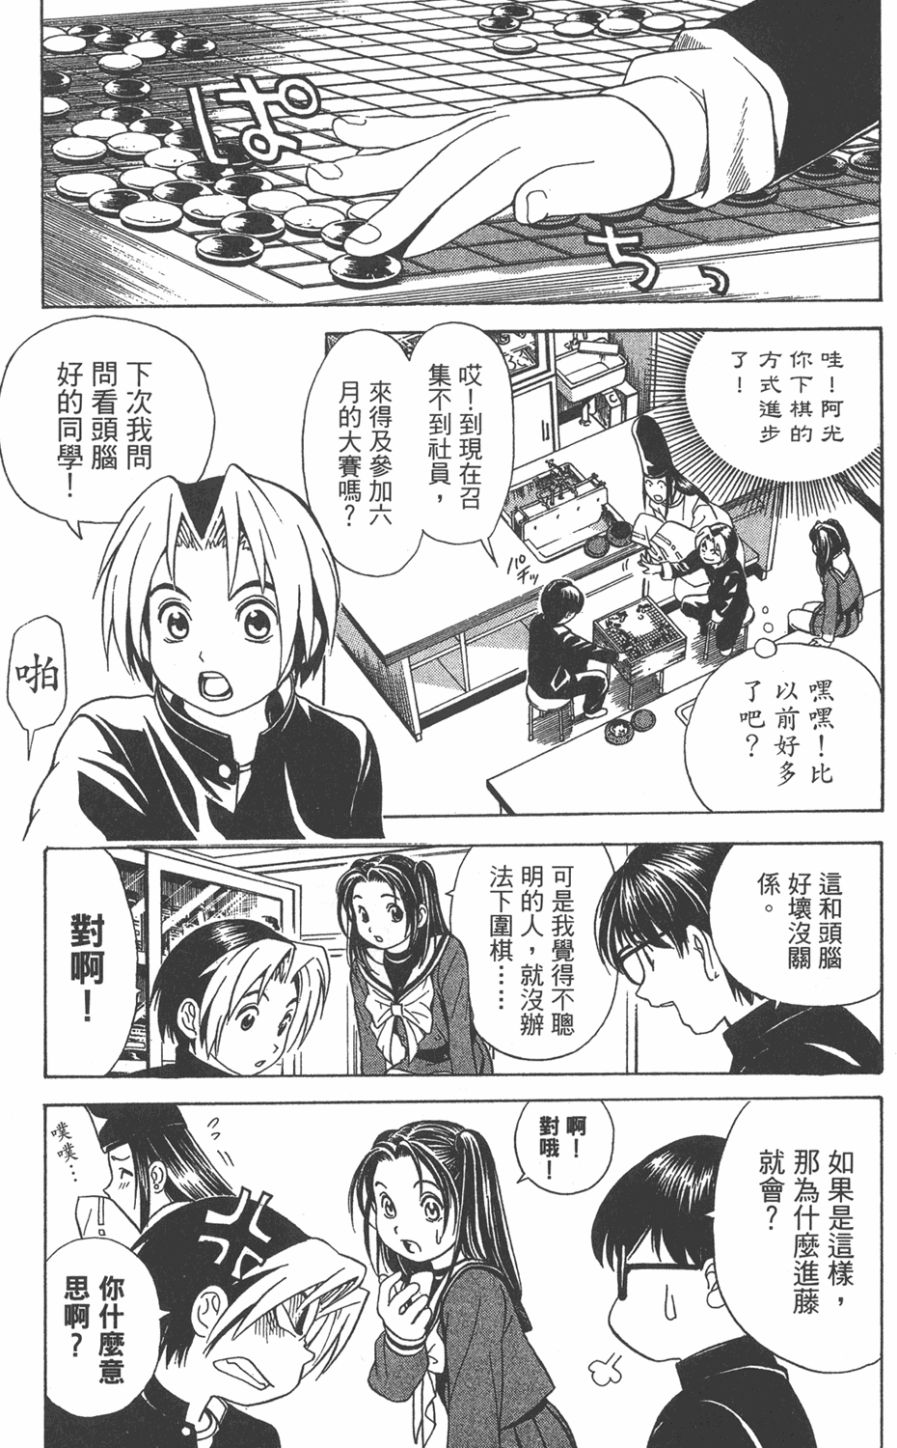 ぱ
ちっ
哇！阿光
你下棋的
方式進步
了！
哎！到現在召
集不到社員，
來得及參加六
月的大賽嗎？
パチッ
嘿嘿！比
以前好多
了吧？
下次我問
問看頭腦
好的同學！
啪
這和頭腦
好壞沒關
係。
可是我覺得不聰
明的人，就沒辦
法下圍棋……
對啊！
如果是這樣，
那為什麼進藤
就會？
啊！
對哦！
噗噗…
你什麼意
思啊？